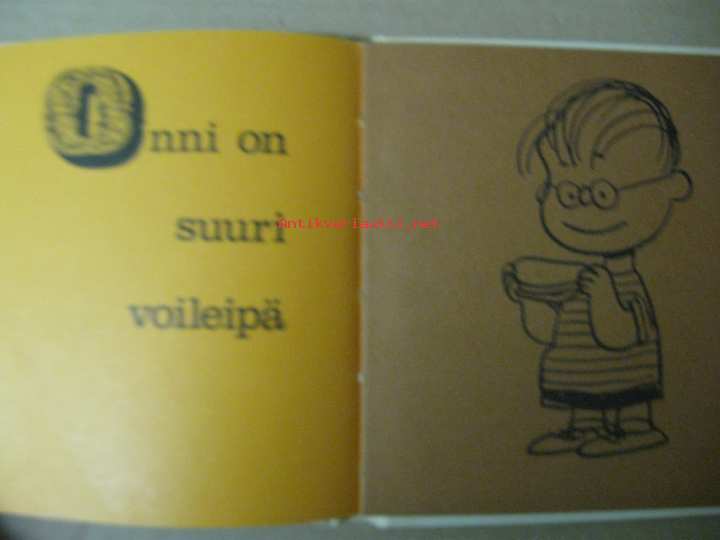 Onni on
suuri
voileipä
Antikvariaatti.net